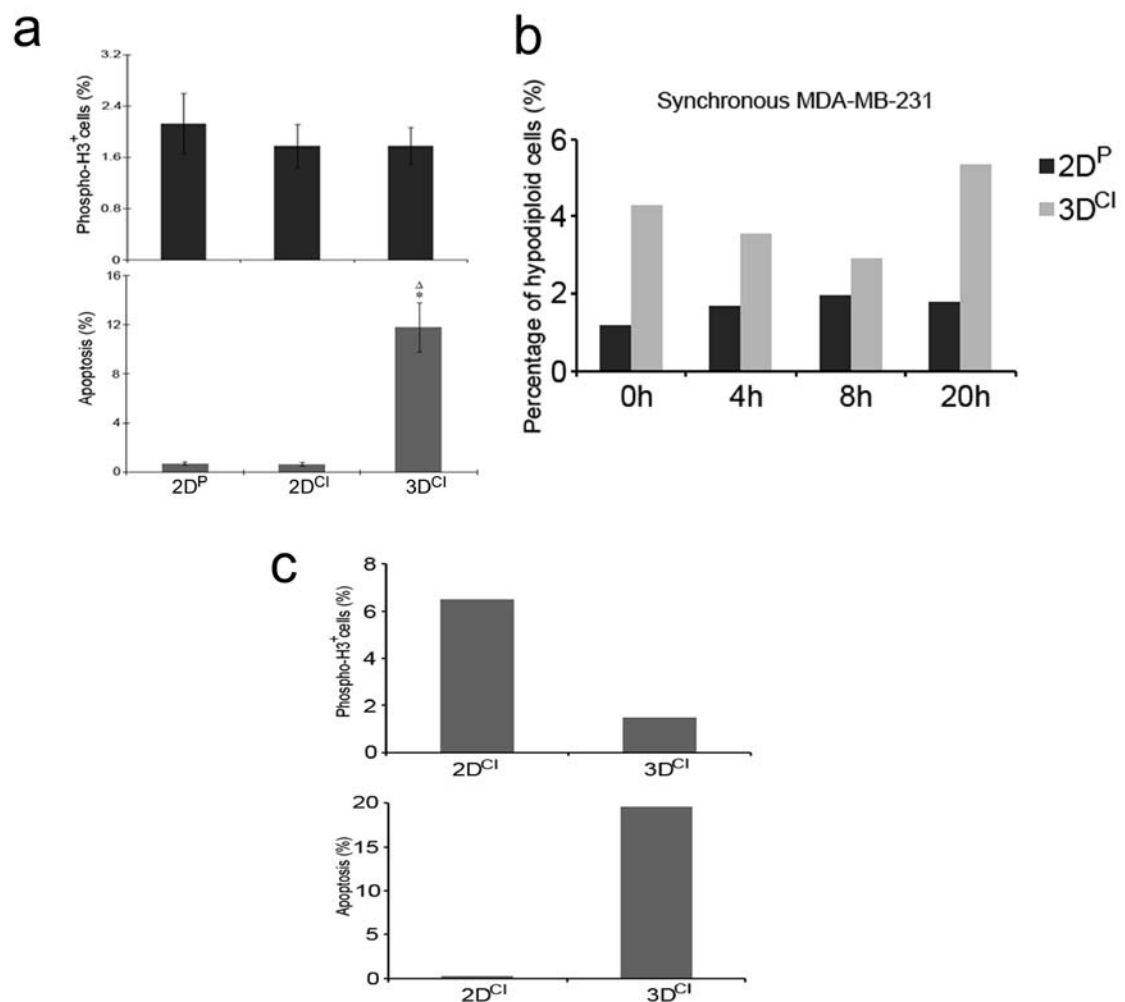 a
Phospho-H3+cells (%)
3.2
2.4
1.6
0.8
0
Apoptosis (%)
16
12
8
4
0
Δ
*
2DP
2DCI
3DCI
b
Synchronous MDA-MB-231
Percentage of hypodiploid cells (%)
6
4
2
0
0h
4h
8h
20h
2DP
3DCI
c
Phospho-H3+cells (%)
8
6
4
2
0
2DCI
3DCI
Apoptosis (%)
20
15
10
5
0
2DCI
3DCI